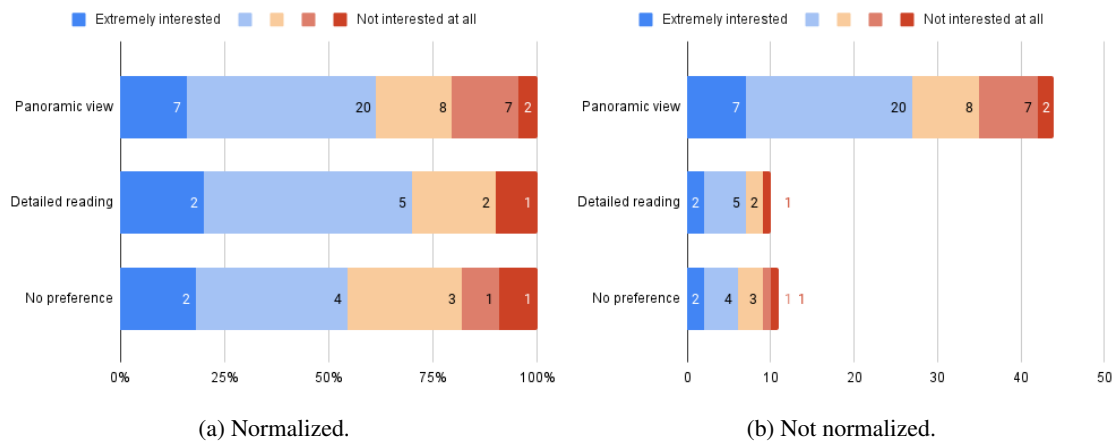 Extremely interested Not interested at all
Panoramic view 7 20 8 7 2
Detailed reading 2 5 2 1
No preference 2 4 3 1 1
0% 25% 50% 75% 100%
(a) Normalized.
Extremely interested Not interested at all
Panoramic view 7 20 8 7 2
Detailed reading 2 5 2 1
No preference 2 4 3 1 1
0 10 20 30 40 50
(b) Not normalized.